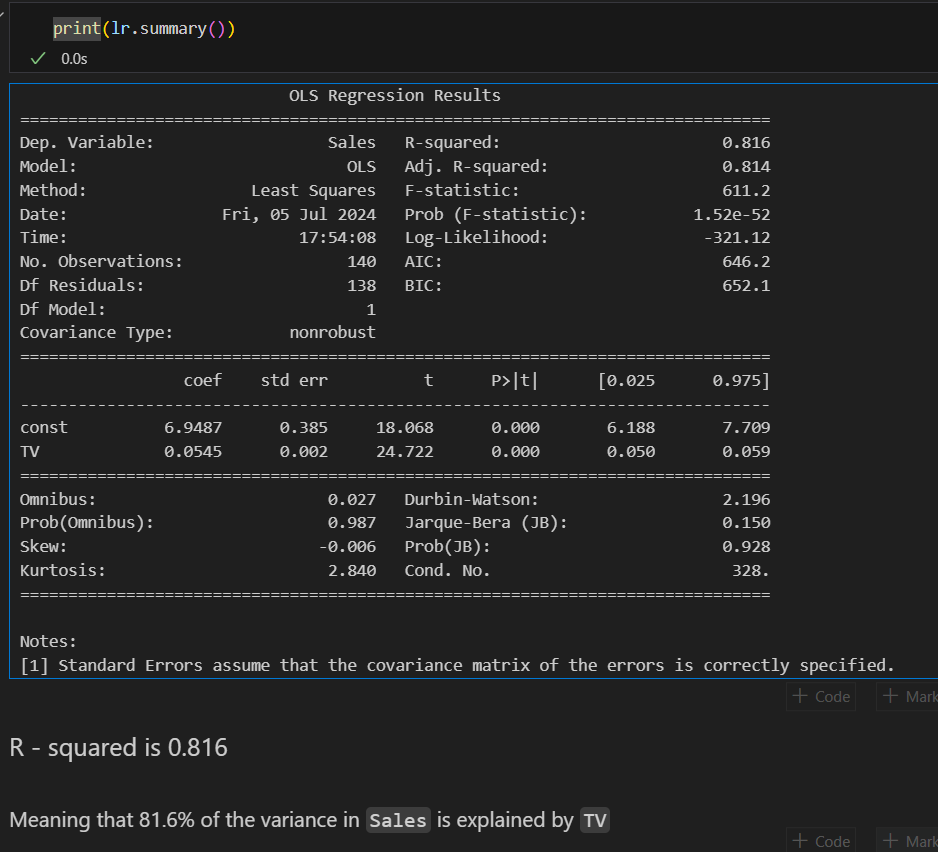 print(lr.summary())
0.0s
OLS Regression Results
==============================================================================
Dep. Variable: Sales R-squared: 0.816
Model: OLS Adj. R-squared: 0.814
Method: Least Squares F-statistic: 611.2
Date: Fri, 05 Jul 2024 Prob (F-statistic): 1.52e-52
Time: 17:54:08 Log-Likelihood: -321.12
No. Observations: 140 AIC: 646.2
Df Residuals: 138 BIC: 652.1
Df Model: 1
Covariance Type: nonrobust
==============================================================================
coef std err t P>|t| [0.025 0.975]
------------------------------------------------------------------------------
const 6.9487 0.385 18.068 0.000 6.188 7.709
TV 0.0545 0.002 24.722 0.000 0.050 0.059
==============================================================================
Omnibus: 0.027 Durbin-Watson: 2.196
Prob(Omnibus): 0.987 Jarque-Bera (JB): 0.150
Skew: -0.006 Prob(JB): 0.928
Kurtosis: 2.840 Cond. No. 328.
==============================================================================
Notes:
[1] Standard Errors assume that the covariance matrix of the errors is correctly specified.
+ Code + Mark
R - squared is 0.816
Meaning that 81.6% of the variance in Sales is explained by TV
+ Code + Mark